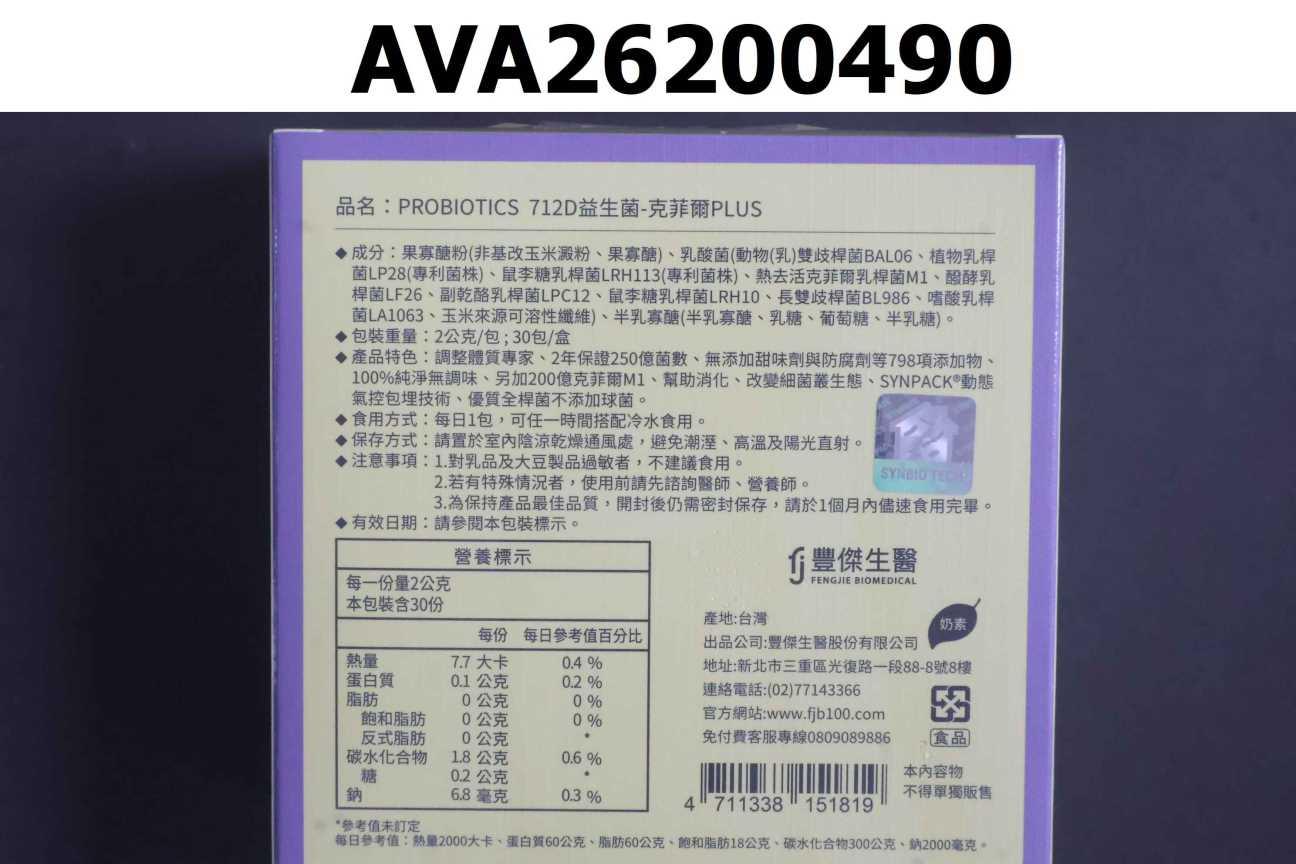 AVA26200490
品名：PROBIOTICS 712D益生菌-克菲爾PLUS
◆成分：果寡醣粉(非基改玉米澱粉、果寡醣)、乳酸菌(動物(乳)雙歧桿菌BAL06、植物乳桿
菌LP28(專利菌株)、鼠李糖乳桿菌LRH113(專利菌株)、熱去活克菲爾乳桿菌M1、醱酵乳
桿菌LF26、副乾酪乳桿菌LPC12、鼠李糖乳桿菌LRH10、長雙歧桿菌BL986、嗜酸乳桿
菌LA1063、玉米來源可溶性纖維)、半乳寡醣(半乳寡醣、乳糖、葡萄糖、半乳糖)。
◆包裝重量：2公克/包 ; 30包/盒
◆產品特色：調整體質專家、2年保證250億菌數、無添加甜味劑與防腐劑等798項添加物、
100%純淨無調味、另加200億克菲爾M1、幫助消化、改變細菌叢生態、SYNPACK®動態
氣控包埋技術、優質全桿菌不添加球菌。
◆食用方式：每日1包，可任一時間搭配冷水食用。
◆保存方式：請置於室內陰涼乾燥通風處，避免潮溼、高溫及陽光直射。
◆注意事項：1.對乳品及大豆製品過敏者，不建議食用。
2.若有特殊情況者，使用前請先諮詢醫師、營養師。
3.為保持產品最佳品質，開封後仍需密封保存，請於1個月內儘速食用完畢。
◆有效日期：請參閱本包裝標示。
SYNBIO TECH
營養標示
每一份量2公克
本包裝含30份
每份 每日參考值百分比
熱量 7.7 大卡 0.4 %
蛋白質 0.1 公克 0.2 %
脂肪 0 公克 0 %
飽和脂肪 0 公克 0 %
反式脂肪 0 公克 *
碳水化合物 1.8 公克 0.6 %
糖 0.2 公克 *
鈉 6.8 毫克 0.3 %
*參考值未訂定
每日參考值：熱量2000大卡、蛋白質60公克、脂肪60公克、飽和脂肪18公克、碳水化合物300公克、鈉2000毫克。
fj 豐傑生醫
FENGJIE BIOMEDICAL
奶素
產地:台灣
出品公司:豐傑生醫股份有限公司
地址:新北市三重區光復路一段88-8號8樓
連絡電話:(02)77143366
官方網站:www.fjb100.com
免付費客服專線0809089886
食品
4 711338 151819
本內容物
不得單獨販售